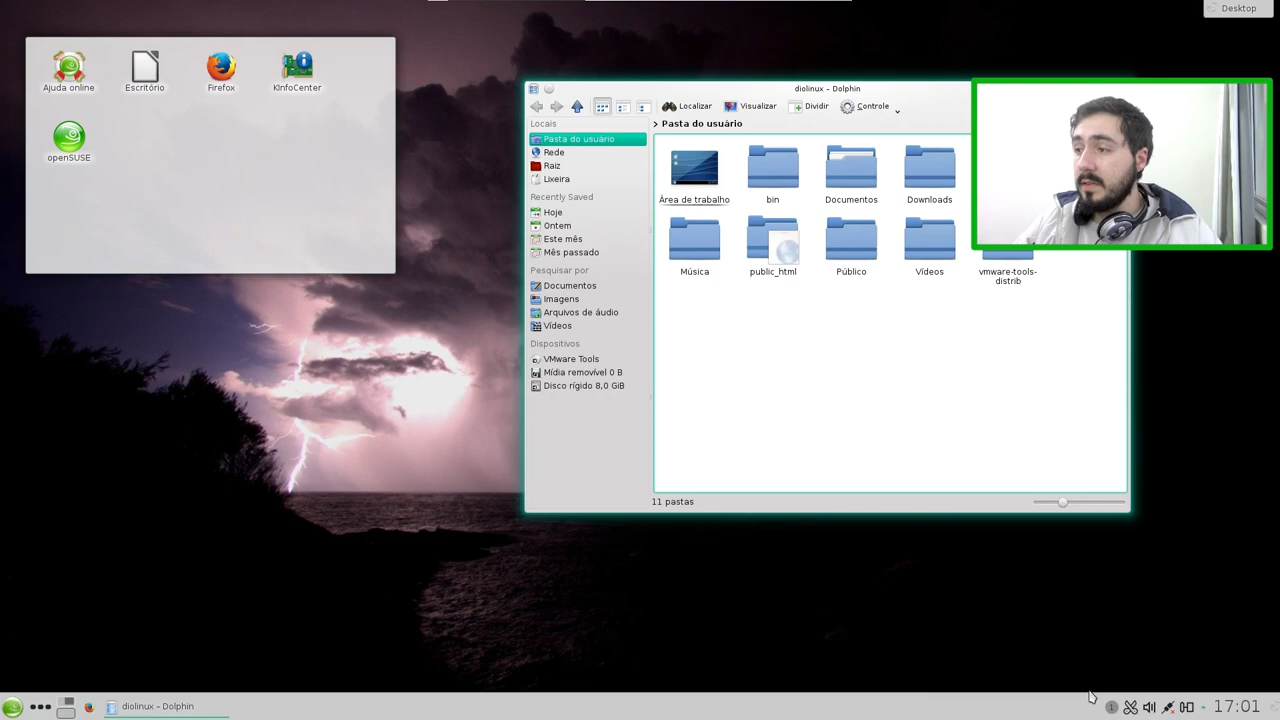 Desktop
Ajuda online
Escritório
Firefox
KInfoCenter
openSUSE
diolinux – Dolphin
Localizar
Visualizar
Dividir
Controle
Locais
Pasta do usuário
Rede
Raiz
Lixeira
Recently Saved
Hoje
Ontem
Este mês
Mês passado
Pesquisar por
Documentos
Imagens
Arquivos de áudio
Vídeos
Dispositivos
VMware Tools
Mídia removível 0 B
Disco rígido 8,0 GiB
> Pasta do usuário
Área de trabalho
bin
Documentos
Downloads
Música
public_html
Público
Vídeos
vmware-tools-
distrib
11 pastas
diolinux – Dolphin
1
17:01